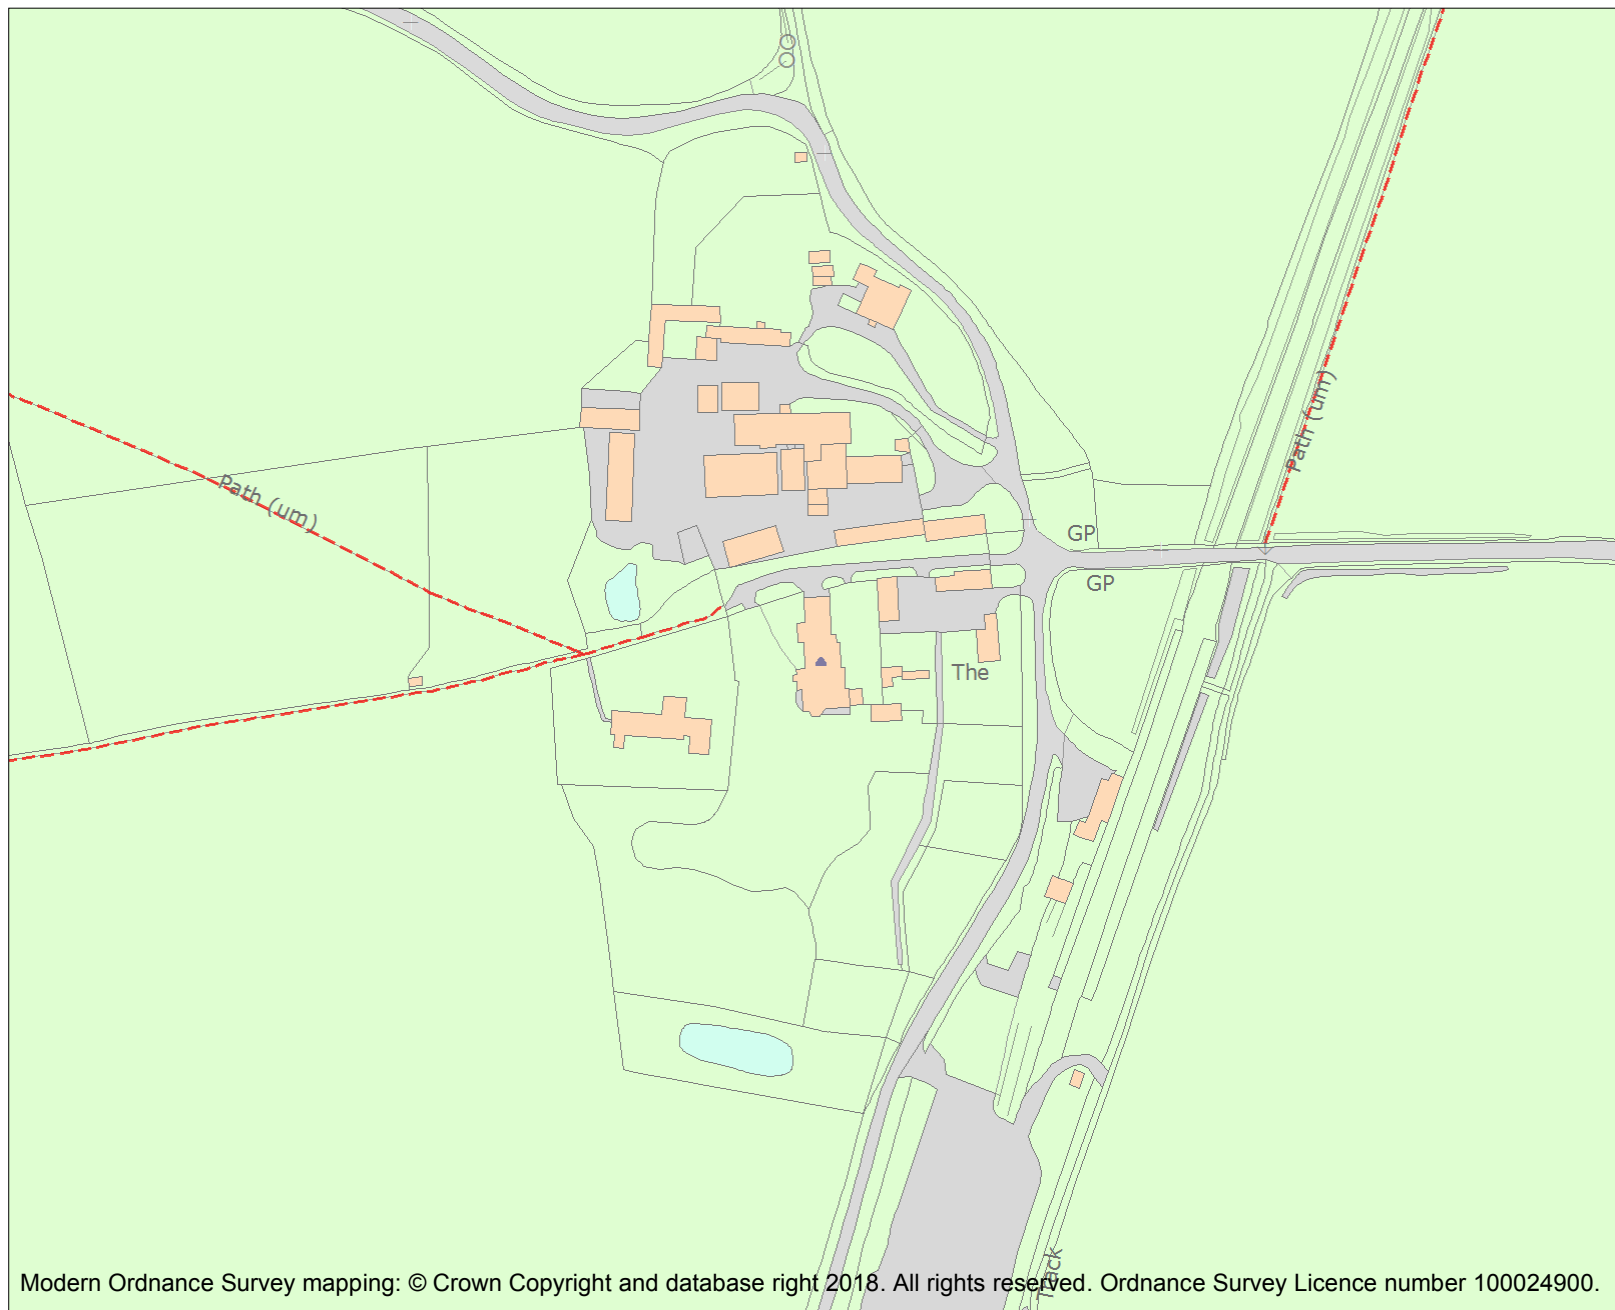 Path (um)
Path (um)
GP
GP
The
Track
Modern Ordnance Survey mapping: © Crown Copyright and database right 2018. All rights reserved. Ordnance Survey Licence number 100024900.